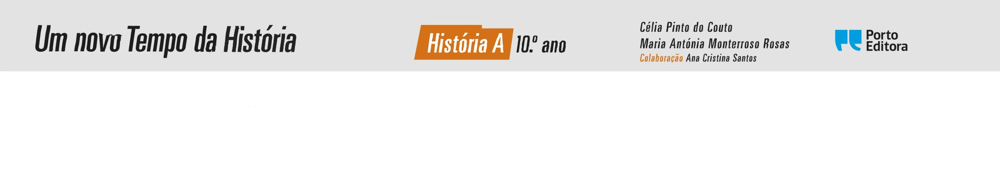 Um novo Tempo da História
História A 10.º ano
Célia Pinto do Couto
Maria Antónia Monterroso Rosas
Colaboração Ana Cristina Santos
Porto
Editora